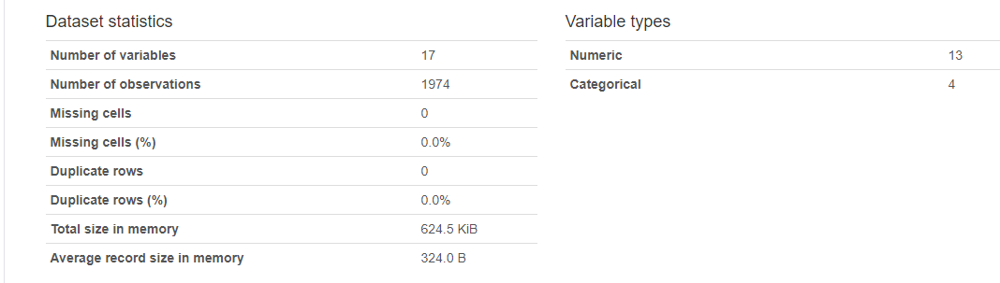 Dataset statistics
Number of variables 17
Number of observations 1974
Missing cells 0
Missing cells (%) 0.0%
Duplicate rows 0
Duplicate rows (%) 0.0%
Total size in memory 624.5 KiB
Average record size in memory 324.0 B
Variable types
Numeric 13
Categorical 4